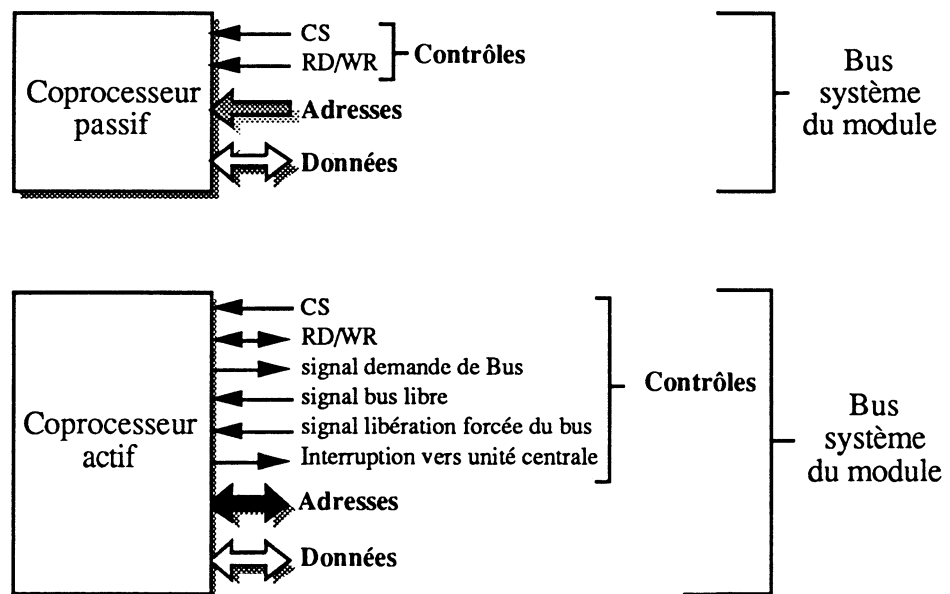 CS
RD/WR
Contrôles
Coprocesseur
passif
Adresses
Données
Bus
système
du module
CS
RD/WR
signal demande de Bus
signal bus libre
signal libération forcée du bus
Interruption vers unité centrale
Contrôles
Coprocesseur
actif
Adresses
Données
Bus
système
du module